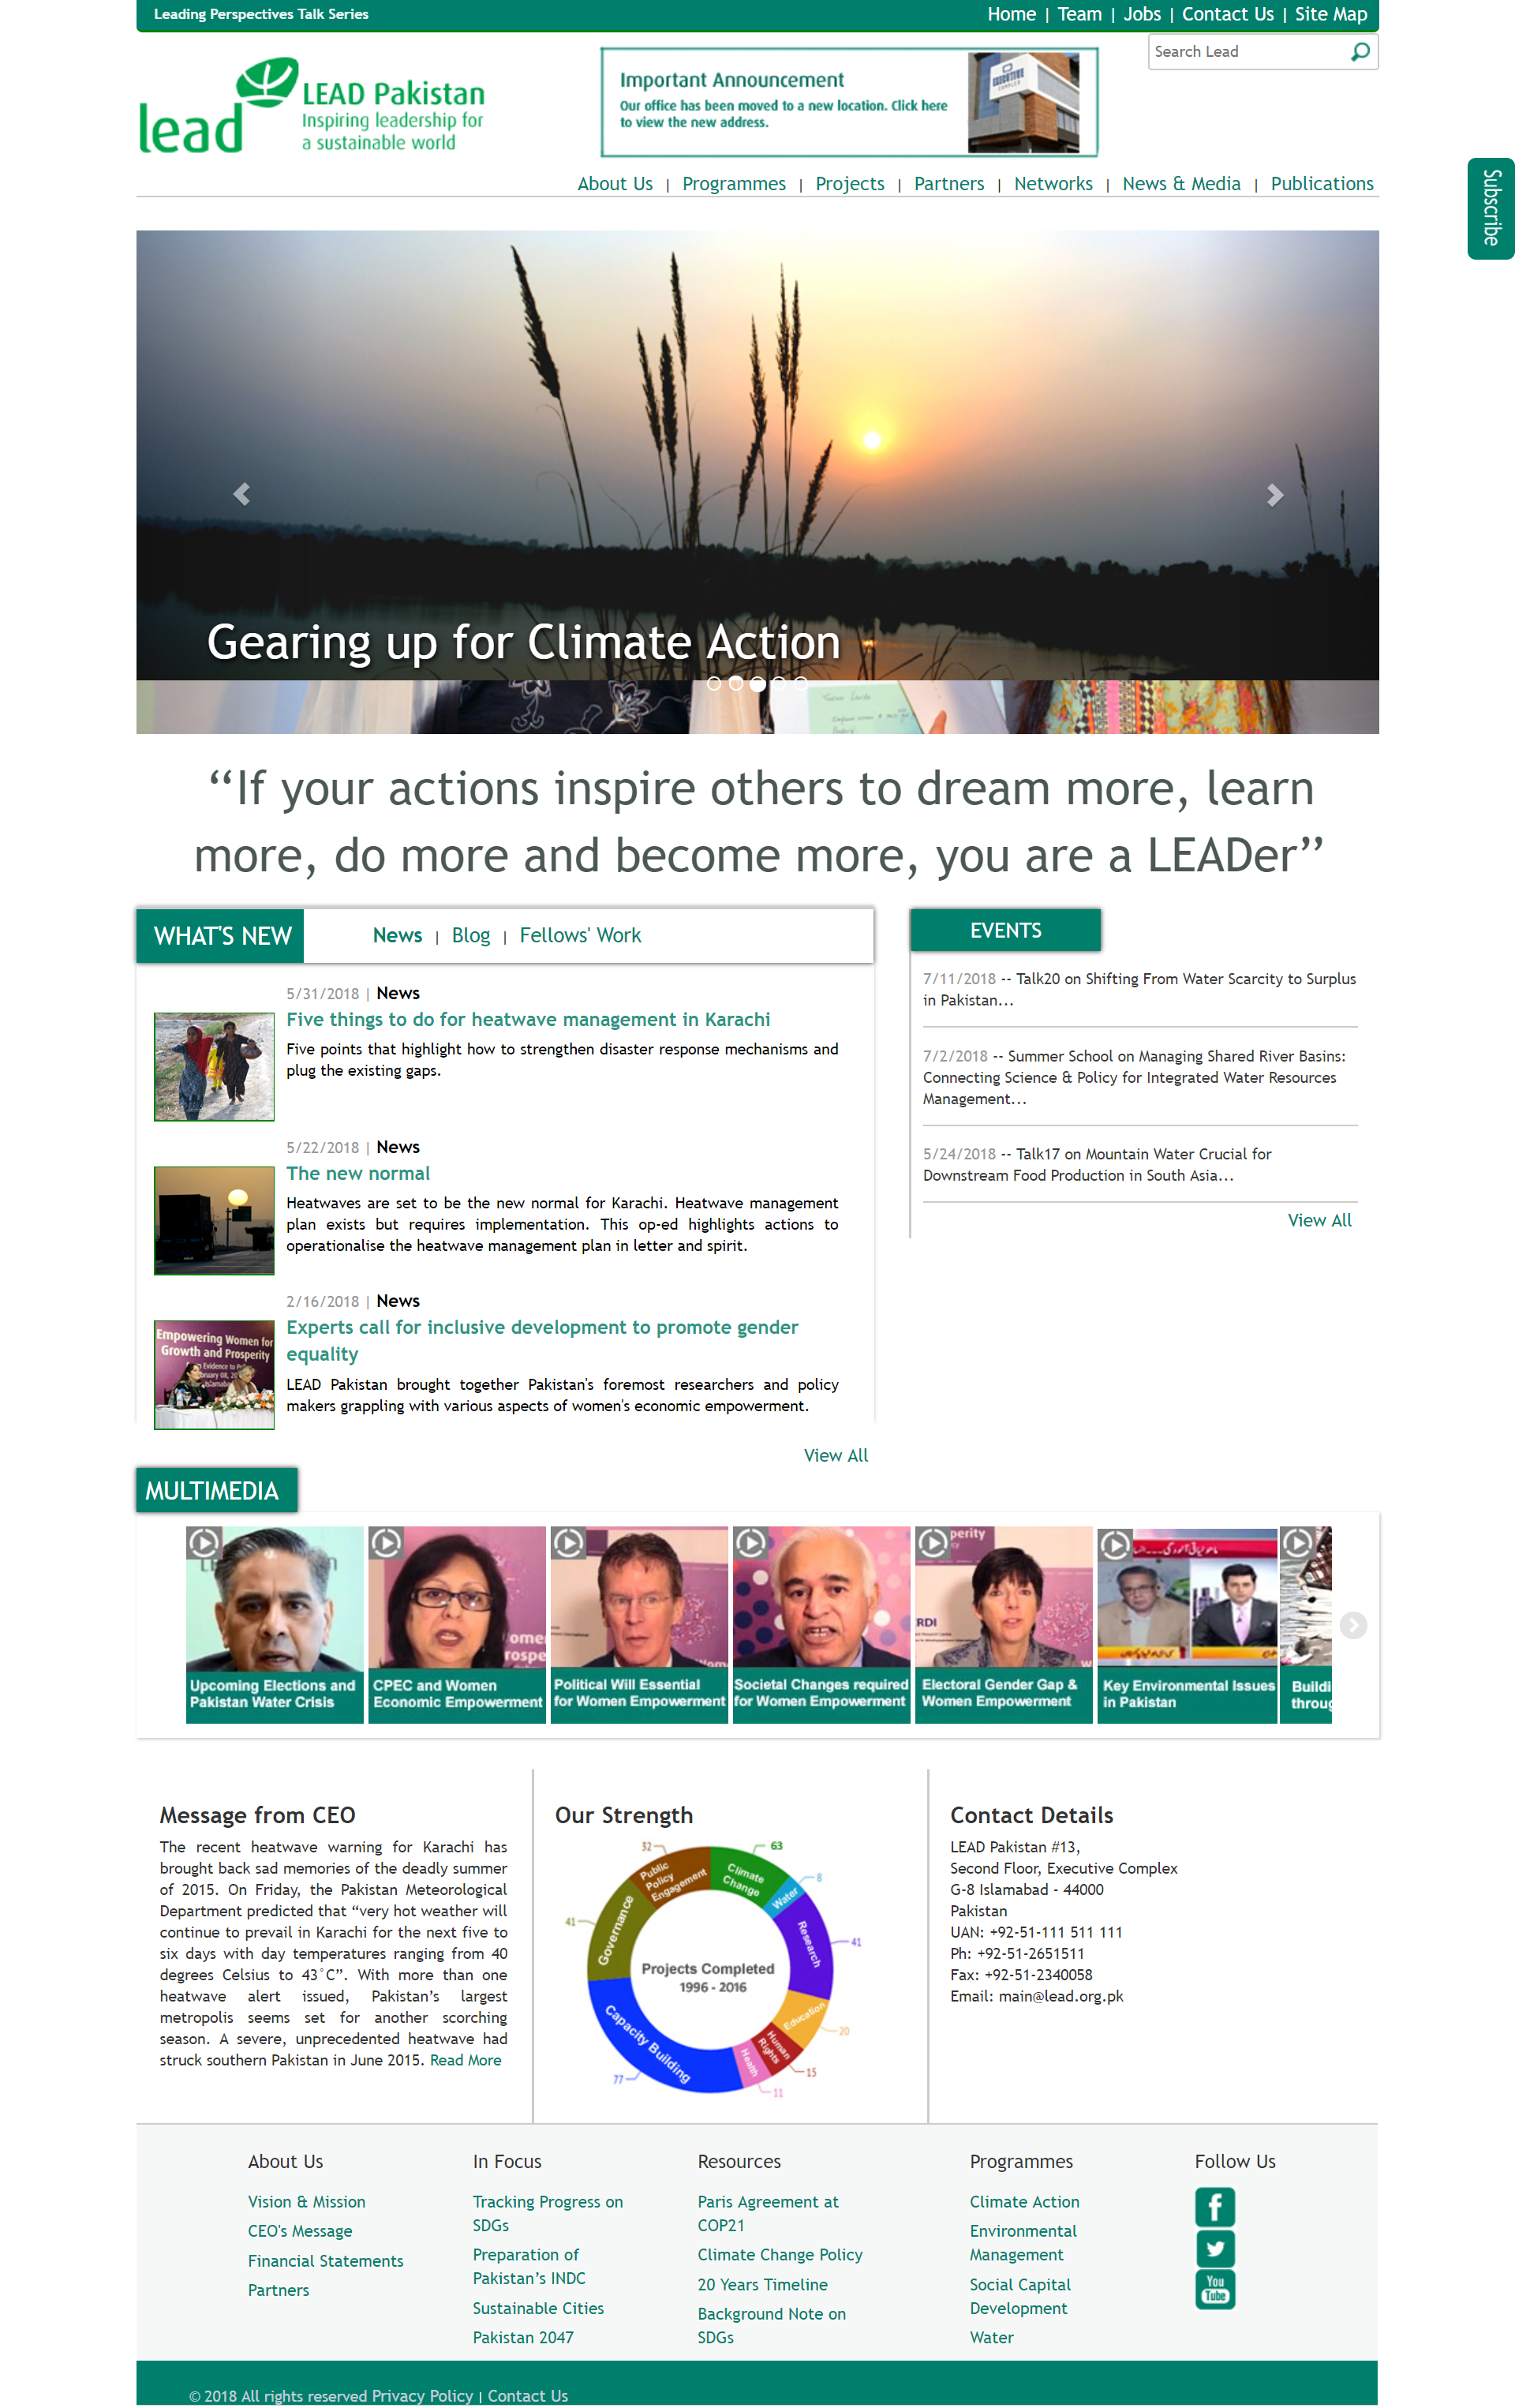 Leading Perspectives Talk Series
Home | Team | Jobs | Contact Us | Site Map
Search Lead
lead
LEAD Pakistan
Inspiring leadership for
a sustainable world
Important Announcement
Our office has been moved to a new location. Click here
to view the new address.
EXECUTIVE
COMPLEX
About Us | Programmes | Projects | Partners | Networks | News & Media | Publications
Subscribe
Gearing up for Climate Action
“If your actions inspire others to dream more, learn
more, do more and become more, you are a LEADer”
WHAT'S NEW
News | Blog | Fellows' Work
5/31/2018 | News
Five things to do for heatwave management in Karachi
Five points that highlight how to strengthen disaster response mechanisms and
plug the existing gaps.
5/22/2018 | News
The new normal
Heatwaves are set to be the new normal for Karachi. Heatwave management
plan exists but requires implementation. This op-ed highlights actions to
operationalise the heatwave management plan in letter and spirit.
2/16/2018 | News
Experts call for inclusive development to promote gender
equality
LEAD Pakistan brought together Pakistan's foremost researchers and policy
makers grappling with various aspects of women's economic empowerment.
Empowering Women for
Growth and Prosperity
View All
EVENTS
7/11/2018 -- Talk20 on Shifting From Water Scarcity to Surplus
in Pakistan...
7/2/2018 -- Summer School on Managing Shared River Basins:
Connecting Science & Policy for Integrated Water Resources
Management...
5/24/2018 -- Talk17 on Mountain Water Crucial for
Downstream Food Production in South Asia...
View All
MULTIMEDIA
Upcoming Elections and
Pakistan Water Crisis
CPEC and Women
Economic Empowerment
Political Will Essential
for Women Empowerment
Societal Changes required
for Women Empowerment
Electoral Gender Gap &
Women Empowerment
Key Environmental Issues
in Pakistan
Buildi
throug
Message from CEO
The recent heatwave warning for Karachi has
brought back sad memories of the deadly summer
of 2015. On Friday, the Pakistan Meteorological
Department predicted that “very hot weather will
continue to prevail in Karachi for the next five to
six days with day temperatures ranging from 40
degrees Celsius to 43˚C”. With more than one
heatwave alert issued, Pakistan’s largest
metropolis seems set for another scorching
season. A severe, unprecedented heatwave had
struck southern Pakistan in June 2015. Read More
Our Strength
Projects Completed
1996 - 2016
Climate
Change
63
Water
8
Research
41
Education
20
Human
Rights
15
Health
11
Capacity Building
77
Governance
41
Public
Policy
Engagement
32
Contact Details
LEAD Pakistan #13,
Second Floor, Executive Complex
G-8 Islamabad - 44000
Pakistan
UAN: +92-51-111 511 111
Ph: +92-51-2651511
Fax: +92-51-2340058
Email: main@lead.org.pk
About Us
Vision & Mission
CEO's Message
Financial Statements
Partners
In Focus
Tracking Progress on
SDGs
Preparation of
Pakistan’s INDC
Sustainable Cities
Pakistan 2047
Resources
Paris Agreement at
COP21
Climate Change Policy
20 Years Timeline
Background Note on
SDGs
Programmes
Climate Action
Environmental
Management
Social Capital
Development
Water
Follow Us
You
Tube
© 2018 All rights reserved Privacy Policy | Contact Us